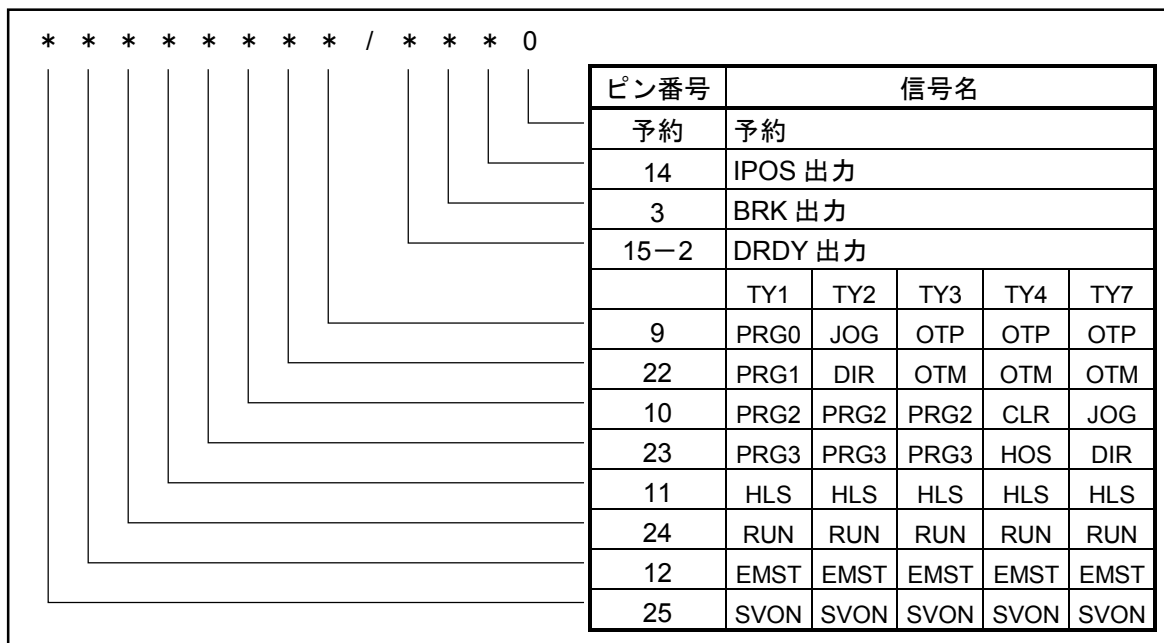 * * * * * * * * / * * * 0
ピン番号 信号名
予約 予約
14 IPOS 出力
3 BRK 出力
15－2 DRDY 出力
TY1 TY2 TY3 TY4 TY7
9 PRG0 JOG OTP OTP OTP
22 PRG1 DIR OTM OTM OTM
10 PRG2 PRG2 PRG2 CLR JOG
23 PRG3 PRG3 PRG3 HOS DIR
11 HLS HLS HLS HLS HLS
24 RUN RUN RUN RUN RUN
12 EMST EMST EMST EMST EMST
25 SVON SVON SVON SVON SVON